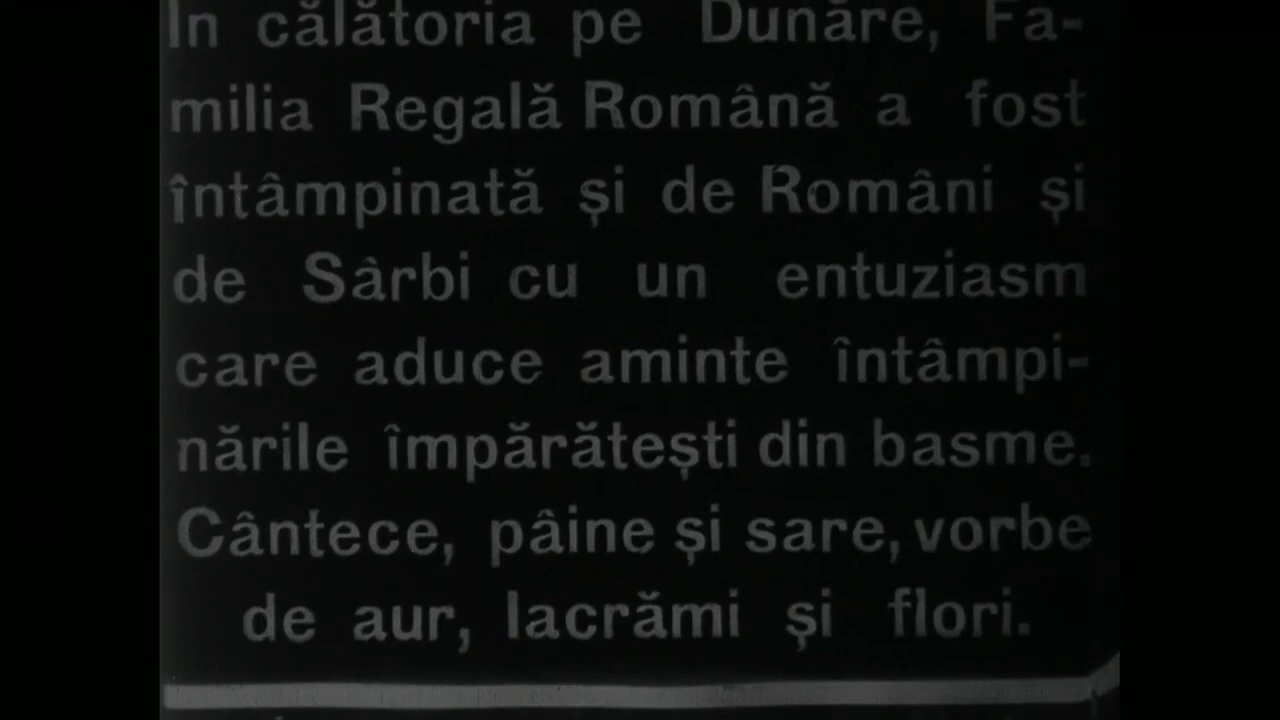 In călătoria pe Dunăre, Fa-
milia Regală Română a fost
întâmpinată și de Români și
de Sârbi cu un entuziasm
care aduce aminte întâmpi-
nările împărătești din basme.
Cântece, pâine și sare, vorbe
de aur, lacrămi și flori.